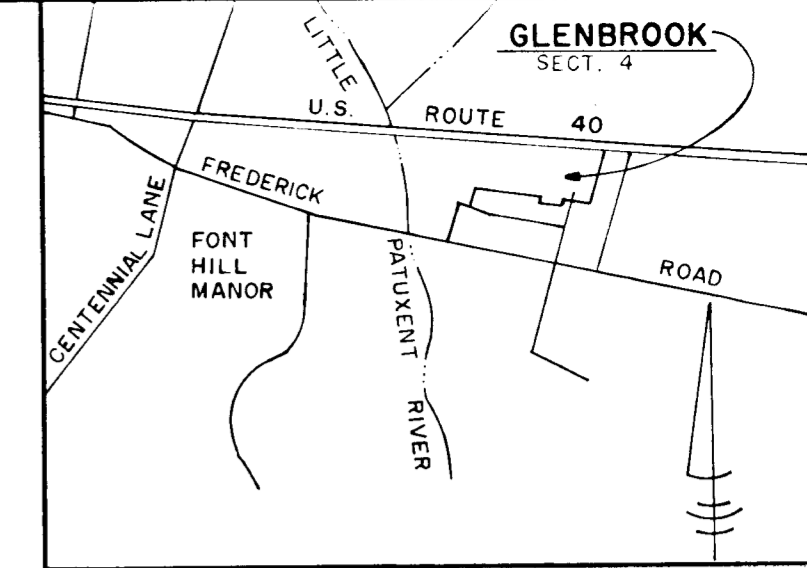 GLENBROOK
SECT. 4
LITTLE
U.S. ROUTE 40
FREDERICK
CENTENNIAL LANE
FONT
HILL
MANOR
PATUXENT
RIVER
ROAD